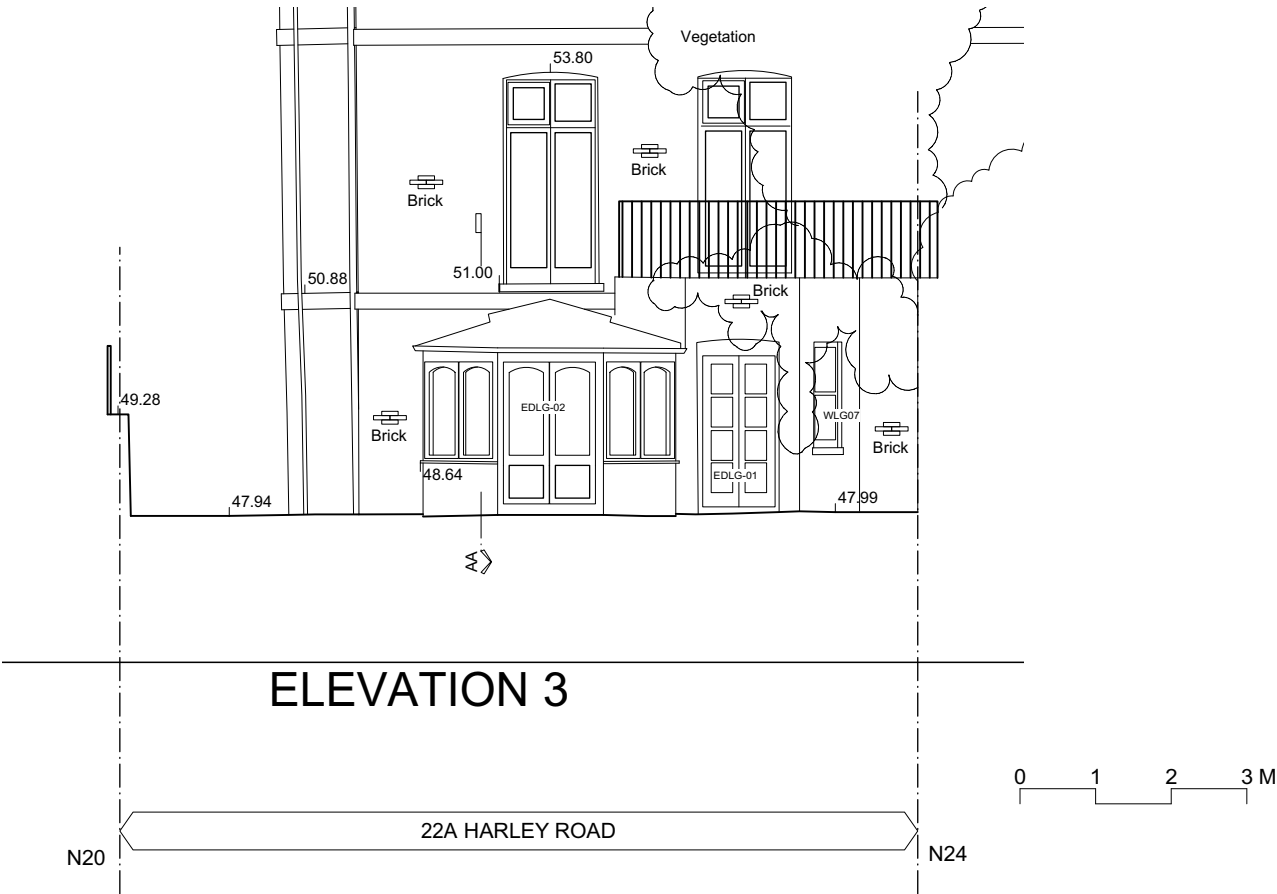 Vegetation
53.80
Brick
Brick
50.88
51.00
Brick
49.28
EDLG-02
WLG07
Brick
Brick
48.64
EDLG-01
47.94
47.99
AA
ELEVATION 3
0 1 2 3 M
22A HARLEY ROAD
N20
N24